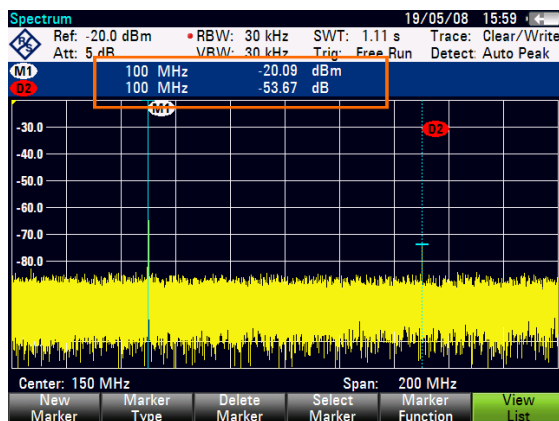 Spectrum 19/05/08 15:59
Ref: -20.0 dBm • RBW: 30 kHz SWT: 1.11 s Trace: Clear/Write
Att: 5 dB VBW: 30 kHz Trig: Free Run Detect: Auto Peak
M1 100 MHz -20.09 dBm
D2 100 MHz -53.67 dB
M1
D2
-30.0
-40.0
-50.0
-60.0
-70.0
-80.0
Center: 150 MHz Span: 200 MHz
New Marker Delete Select Marker View
Marker Type Marker Marker Function List